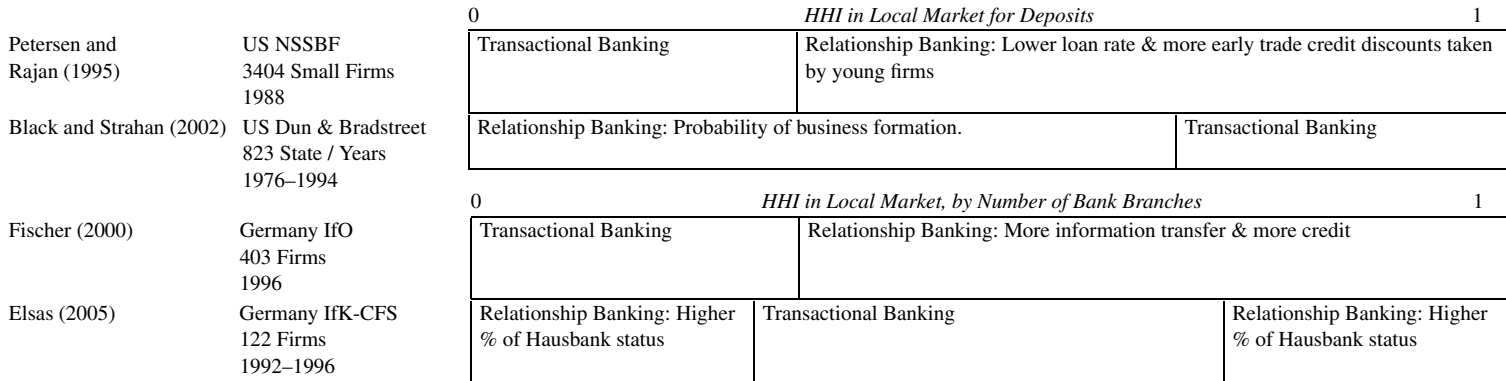 0 HHI in Local Market for Deposits 1
Petersen and US NSSBF Transactional Banking Relationship Banking: Lower loan rate & more early trade credit discounts taken
Rajan (1995) 3404 Small Firms by young firms
1988
Black and Strahan (2002) US Dun & Bradstreet Relationship Banking: Probability of business formation. Transactional Banking
823 State / Years
1976–1994
0 HHI in Local Market, by Number of Bank Branches 1
Fischer (2000) Germany IfO Transactional Banking Relationship Banking: More information transfer & more credit
403 Firms
1996
Elsas (2005) Germany IfK-CFS Relationship Banking: Higher Transactional Banking Relationship Banking: Higher
122 Firms % of Hausbank status % of Hausbank status
1992–1996